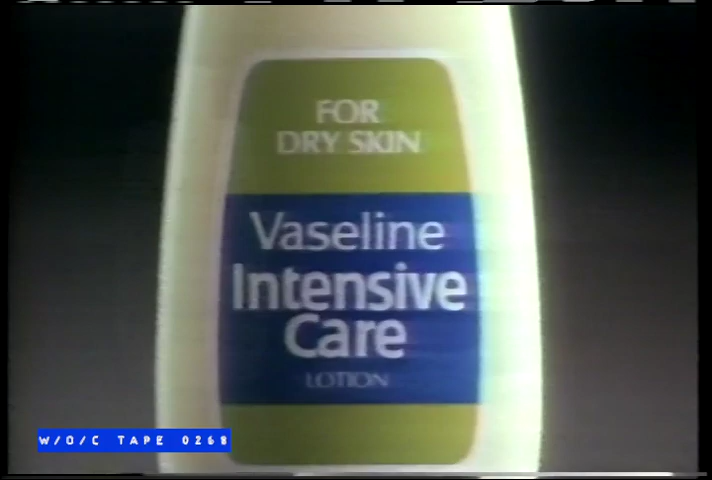 FOR
DRY SKIN
Vaseline
Intensive
Care
LOTION
W/O/C TAPE 0268